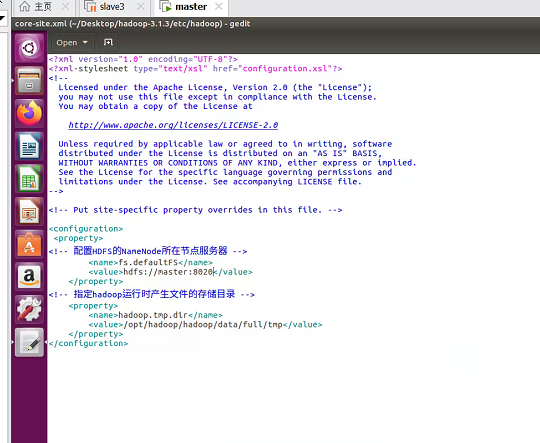 主页
slave3
master
core-site.xml (~/Desktop/hadoop-3.1.3/etc/hadoop) - gedit
Open
<?xml version="1.0" encoding="UTF-8"?>
<?xml-stylesheet type="text/xsl" href="configuration.xsl"?>
<!--
Licensed under the Apache License, Version 2.0 (the "License");
you may not use this file except in compliance with the License.
You may obtain a copy of the License at
http://www.apache.org/licenses/LICENSE-2.0
Unless required by applicable law or agreed to in writing, software
distributed under the License is distributed on an "AS IS" BASIS,
WITHOUT WARRANTIES OR CONDITIONS OF ANY KIND, either express or implied.
See the License for the specific language governing permissions and
limitations under the License. See accompanying LICENSE file.
-->
<!-- Put site-specific property overrides in this file. -->
<configuration>
<property>
<!-- 配置HDFS的NameNode所在节点服务器 -->
<name>fs.defaultFS</name>
<value>hdfs://master:8020</value>
</property>
<!-- 指定hadoop运行时产生文件的存储目录 -->
<property>
<name>hadoop.tmp.dir</name>
<value>/opt/hadoop/hadoop/data/full/tmp</value>
</property>
</configuration>